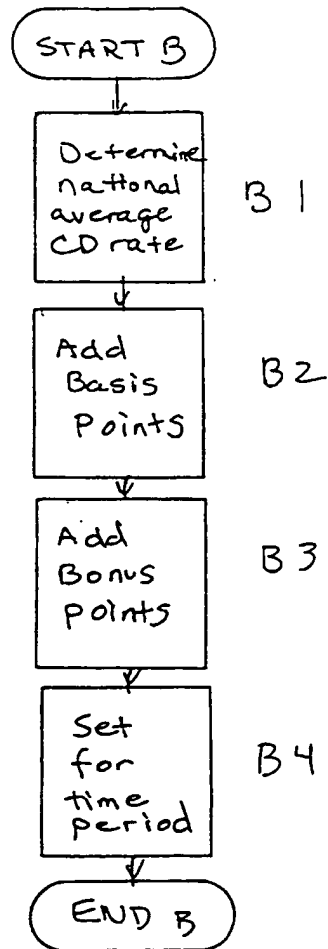 START B
Determine
national
average
CD rate
B 1
Add
Basis
Points
B 2
Add
Bonus
points
B 3
Set
for
time
period
B 4
END B